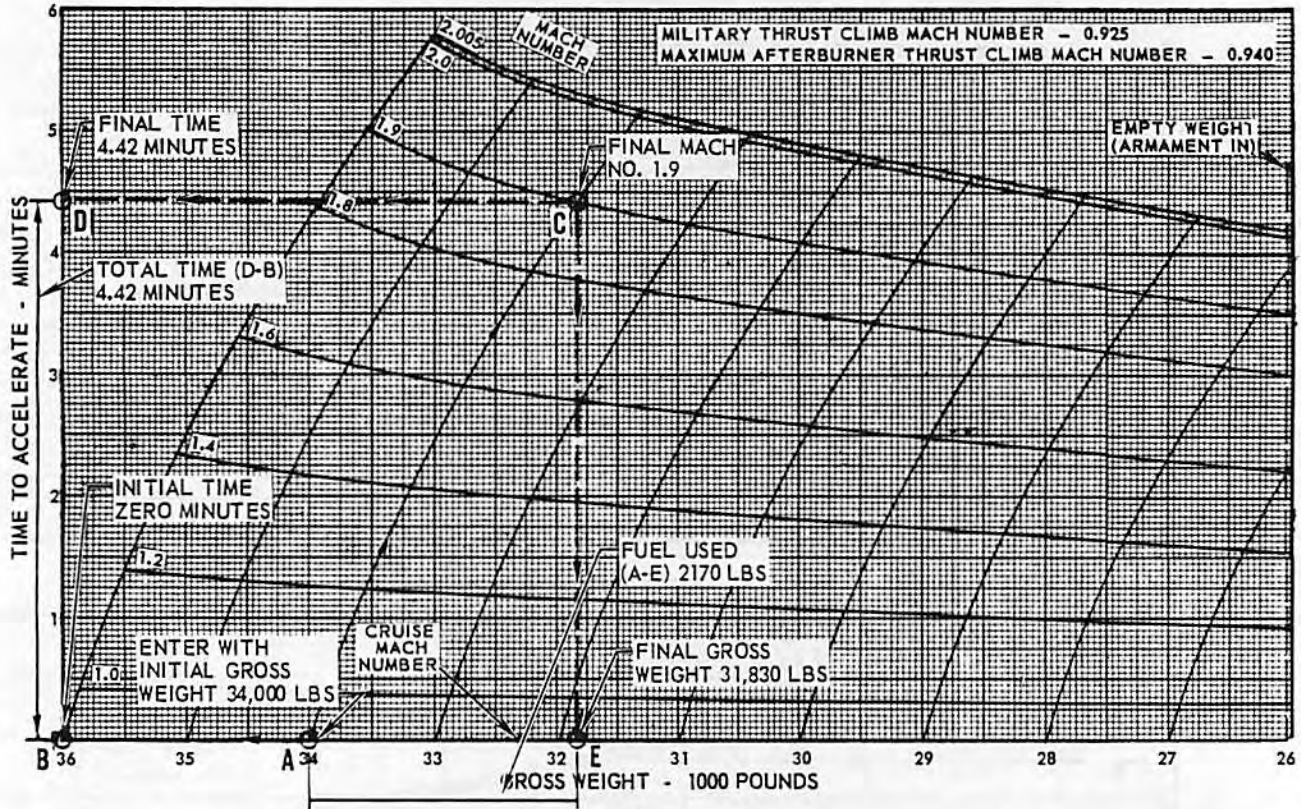 6
5
4
3
2
1
TIME TO ACCELERATE - MINUTES
MILITARY THRUST CLIMB MACH NUMBER - 0.925
MAXIMUM AFTERBURNER THRUST CLIMB MACH NUMBER - 0.940
MACH
NUMBER
2.005
2.0
1.9
1.8
1.6
1.4
1.2
1.0
FINAL TIME
4.42 MINUTES
FINAL MACH
NO. 1.9
EMPTY WEIGHT
(ARMAMENT IN)
D
C
TOTAL TIME (D-B)
4.42 MINUTES
INITIAL TIME
ZERO MINUTES
FUEL USED
(A-E) 2170 LBS
ENTER WITH
INITIAL GROSS
WEIGHT 34,000 LBS
CRUISE
MACH
NUMBER
FINAL GROSS
WEIGHT 31,830 LBS
B
36
35
A
34
33
32
E
31
30
29
28
27
26
GROSS WEIGHT - 1000 POUNDS